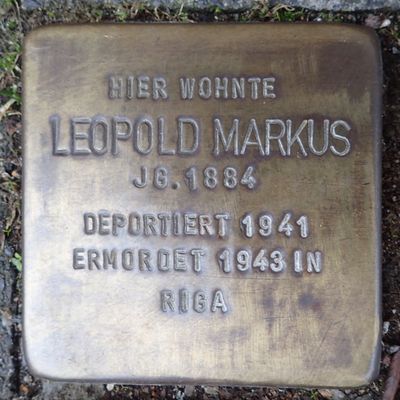 HIER WOHNTE
LEOPOLD MARKUS
JG. 1884
DEPORTIERT 1941
ERMORDET 1943 IN
RIGA